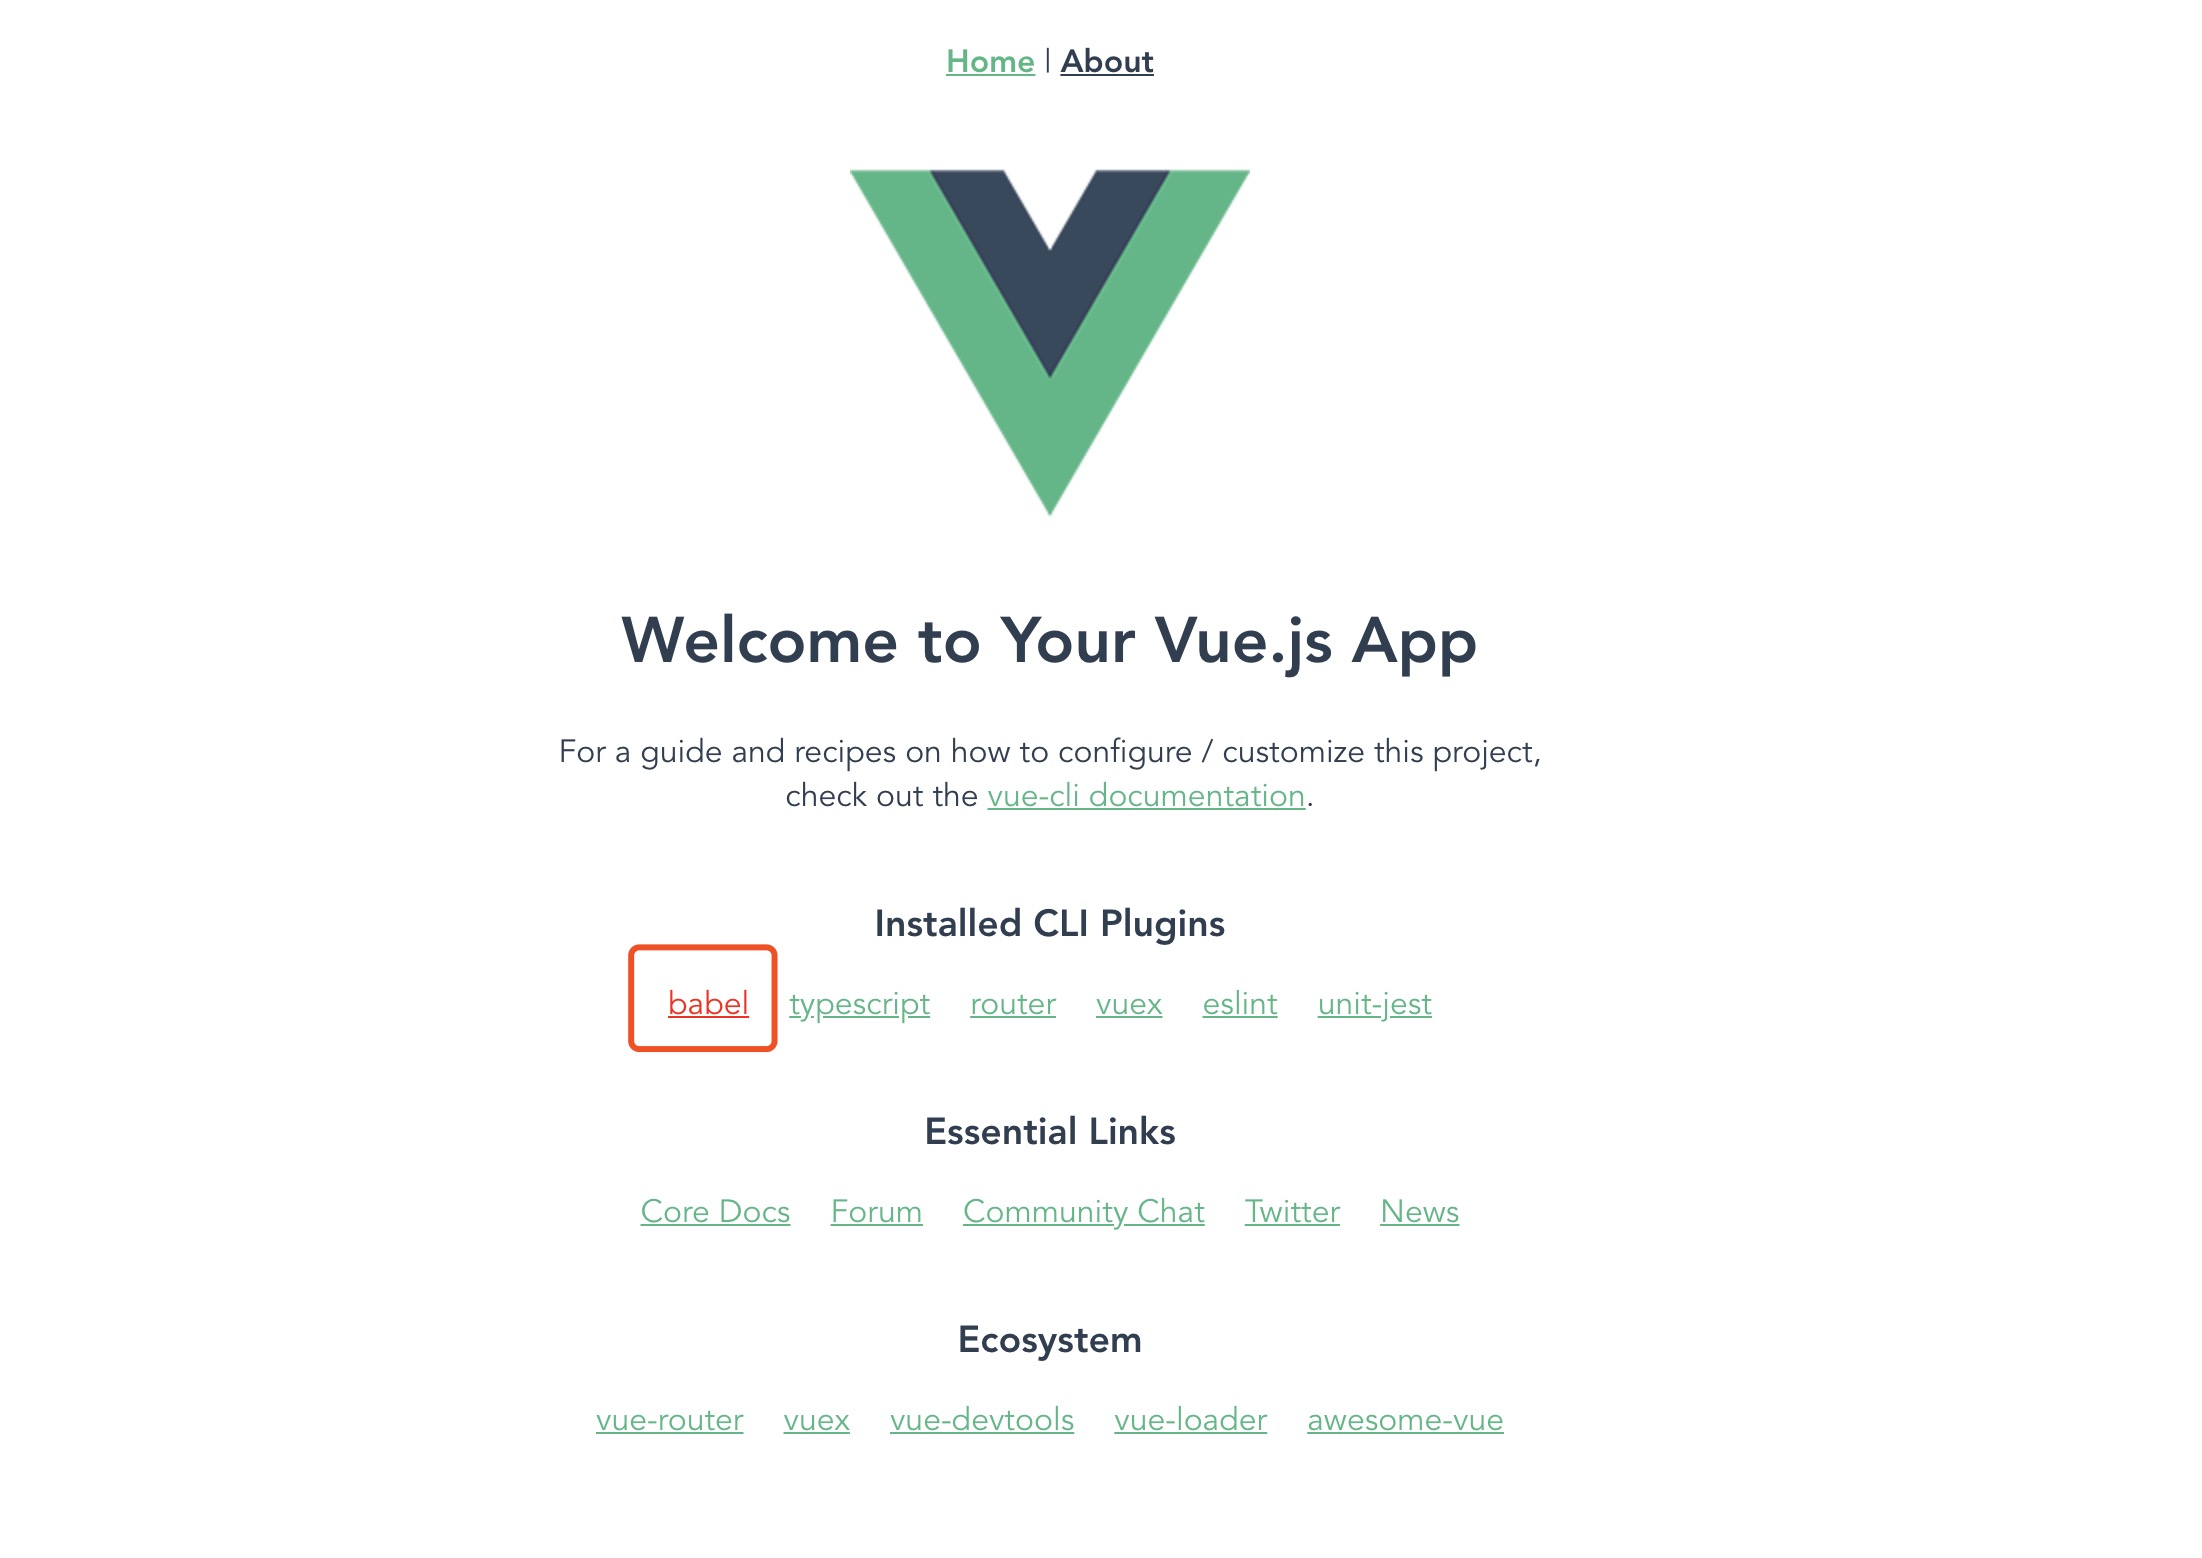 Home | About
Welcome to Your Vue.js App
For a guide and recipes on how to configure / customize this project,
check out the vue-cli documentation.
Installed CLI Plugins
babel typescript router vuex eslint unit-jest
Essential Links
Core Docs Forum Community Chat Twitter News
Ecosystem
vue-router vuex vue-devtools vue-loader awesome-vue